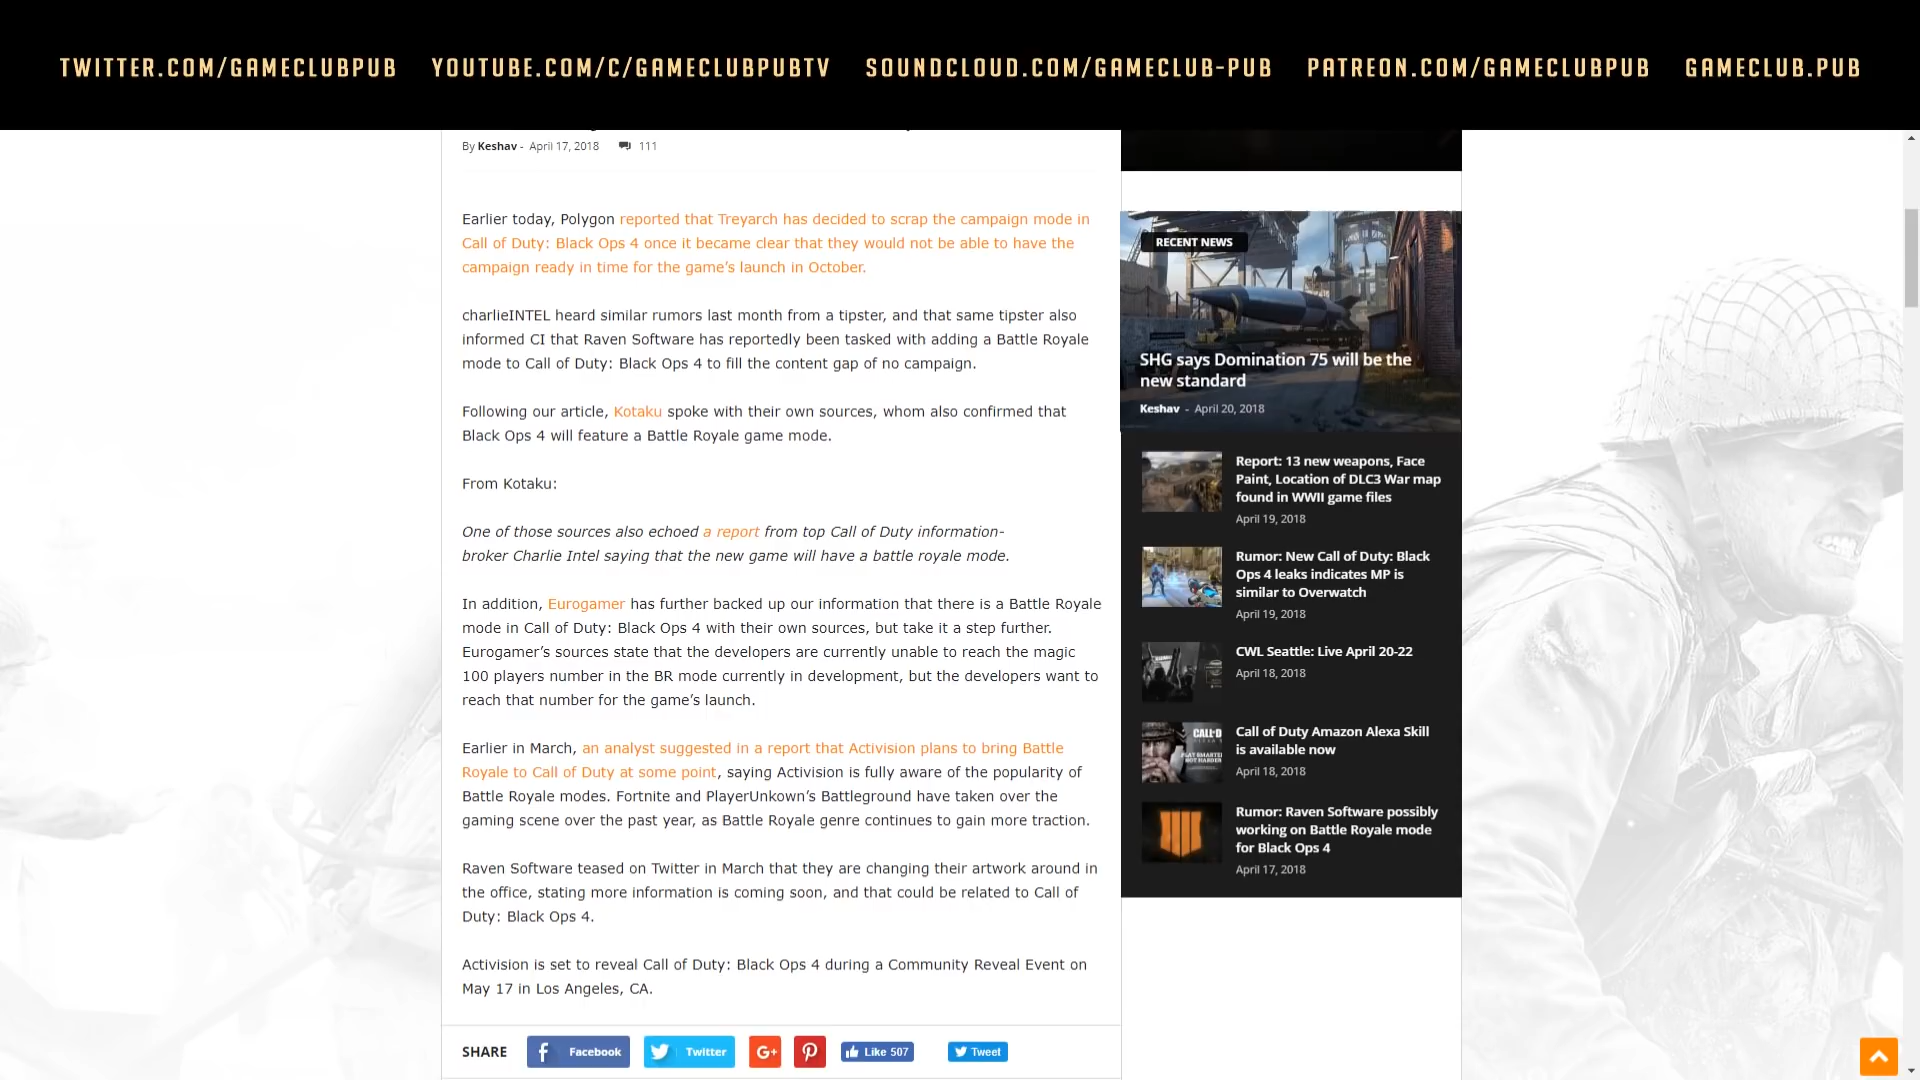 TWITTER.COM/GAMECLUBPUB YOUTUBE.COM/C/GAMECLUBPUBTV SOUNDCLOUD.COM/GAMECLUB-PUB PATREON.COM/GAMECLUBPUB GAMECLUB.PUB
By Keshav - April 17, 2018 111
Earlier today, Polygon reported that Treyarch has decided to scrap the campaign mode in
Call of Duty: Black Ops 4 once it became clear that they would not be able to have the
campaign ready in time for the game’s launch in October.
charlieINTEL heard similar rumors last month from a tipster, and that same tipster also
informed CI that Raven Software has reportedly been tasked with adding a Battle Royale
mode to Call of Duty: Black Ops 4 to fill the content gap of no campaign.
Following our article, Kotaku spoke with their own sources, whom also confirmed that
Black Ops 4 will feature a Battle Royale game mode.
From Kotaku:
One of those sources also echoed a report from top Call of Duty information-
broker Charlie Intel saying that the new game will have a battle royale mode.
In addition, Eurogamer has further backed up our information that there is a Battle Royale
mode in Call of Duty: Black Ops 4 with their own sources, but take it a step further.
Eurogamer’s sources state that the developers are currently unable to reach the magic
100 players number in the BR mode currently in development, but the developers want to
reach that number for the game’s launch.
Earlier in March, an analyst suggested in a report that Activision plans to bring Battle
Royale to Call of Duty at some point, saying Activision is fully aware of the popularity of
Battle Royale modes. Fortnite and PlayerUnkown’s Battleground have taken over the
gaming scene over the past year, as Battle Royale genre continues to gain more traction.
Raven Software teased on Twitter in March that they are changing their artwork around in
the office, stating more information is coming soon, and that could be related to Call of
Duty: Black Ops 4.
Activision is set to reveal Call of Duty: Black Ops 4 during a Community Reveal Event on
May 17 in Los Angeles, CA.
SHARE Facebook Twitter G+ Like 507 Tweet
RECENT NEWS
SHG says Domination 75 will be the
new standard
Keshav - April 20, 2018
Report: 13 new weapons, Face
Paint, Location of DLC3 War map
found in WWII game files
April 19, 2018
Rumor: New Call of Duty: Black
Ops 4 leaks indicates MP is
similar to Overwatch
April 19, 2018
CWL Seattle: Live April 20-22
April 18, 2018
Call of Duty Amazon Alexa Skill
is available now
April 18, 2018
Rumor: Raven Software possibly
working on Battle Royale mode
for Black Ops 4
April 17, 2018